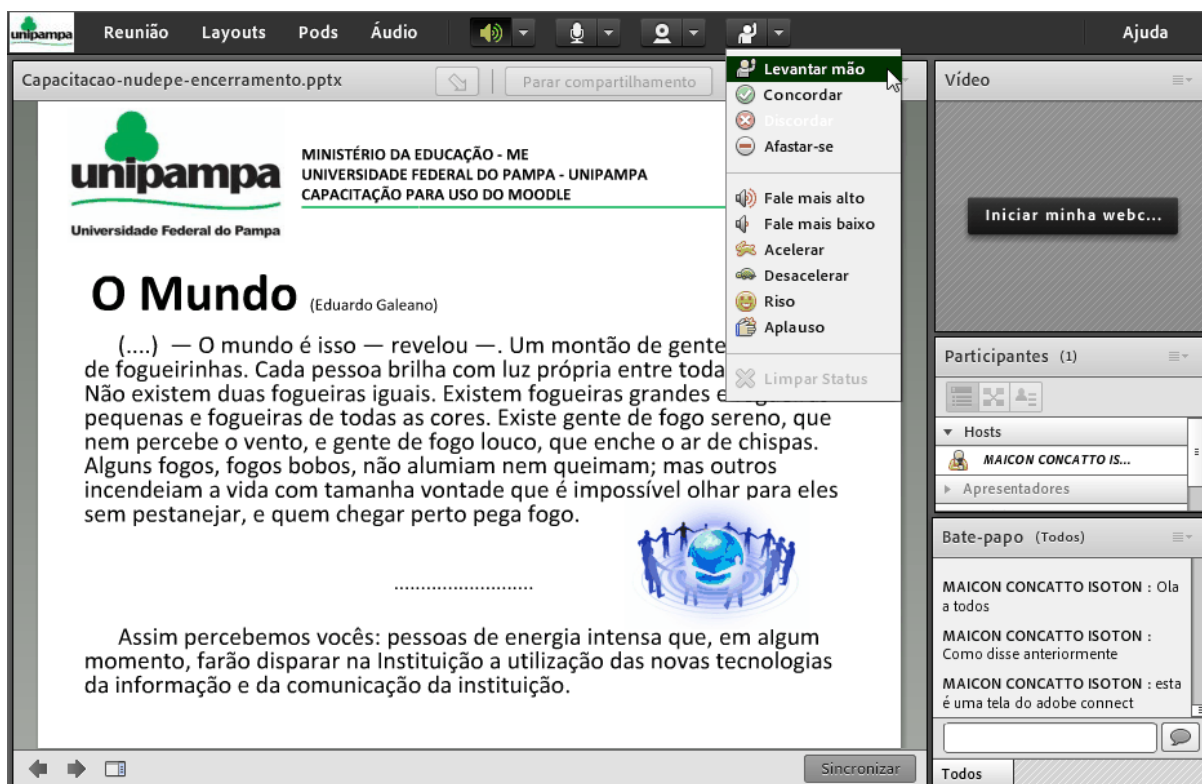 unipampa Reunião Layouts Pods Áudio Ajuda
Capacitacao-nudepe-encerramento.pptx Parar compartilhamento
unipampa
Universidade Federal do Pampa
MINISTÉRIO DA EDUCAÇÃO - ME
UNIVERSIDADE FEDERAL DO PAMPA - UNIPAMPA
CAPACITAÇÃO PARA USO DO MOODLE
O Mundo (Eduardo Galeano)
(....) — O mundo é isso — revelou —. Um montão de gente
de fogueirinhas. Cada pessoa brilha com luz própria entre toda
Não existem duas fogueiras iguais. Existem fogueiras grandes e
pequenas e fogueiras de todas as cores. Existe gente de fogo sereno, que
nem percebe o vento, e gente de fogo louco, que enche o ar de chispas.
Alguns fogos, fogos bobos, não alumiam nem queimam; mas outros
incendeiam a vida com tamanha vontade que é impossível olhar para eles
sem pestanejar, e quem chegar perto pega fogo.
............................
Assim percebemos vocês: pessoas de energia intensa que, em algum
momento, farão disparar na Instituição a utilização das novas tecnologias
da informação e da comunicação da instituição.
Sincronizar
Levantar mão
Concordar
Discordar
Afastar-se
Fale mais alto
Fale mais baixo
Acelerar
Desacelerar
Riso
Aplauso
Limpar Status
Vídeo
Iniciar minha webc...
Participantes (1)
Hosts
MAICON CONCATTO IS...
Apresentadores
Bate-papo (Todos)
MAICON CONCATTO ISOTON : Ola
a todos
MAICON CONCATTO ISOTON :
Como disse anteriormente
MAICON CONCATTO ISOTON : esta
é uma tela do adobe connect
Todos